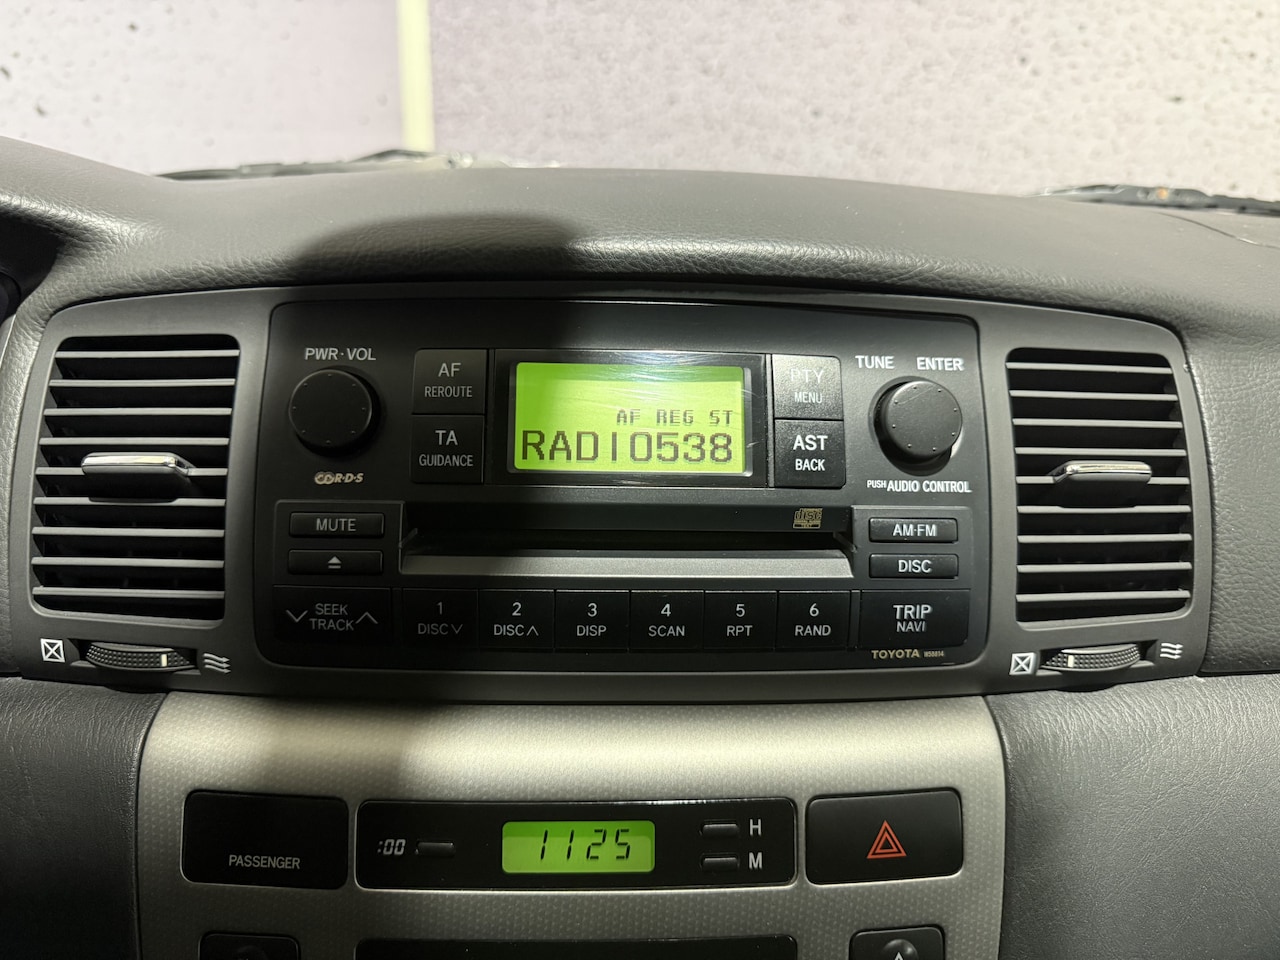 PWR·VOL
AF
REROUTE
TA
GUIDANCE
AF REG ST
RADIO538
PTY
MENU
AST
BACK
TUNE ENTER
PUSH AUDIO CONTROL
R·D·S
disc
MUTE
AM·FM
DISC
SEEK
TRACK
1
DISC
2
DISC
3
DISP
4
SCAN
5
RPT
6
RAND
TRIP
NAVI
TOYOTA
PASSENGER
:00
1125
H
M